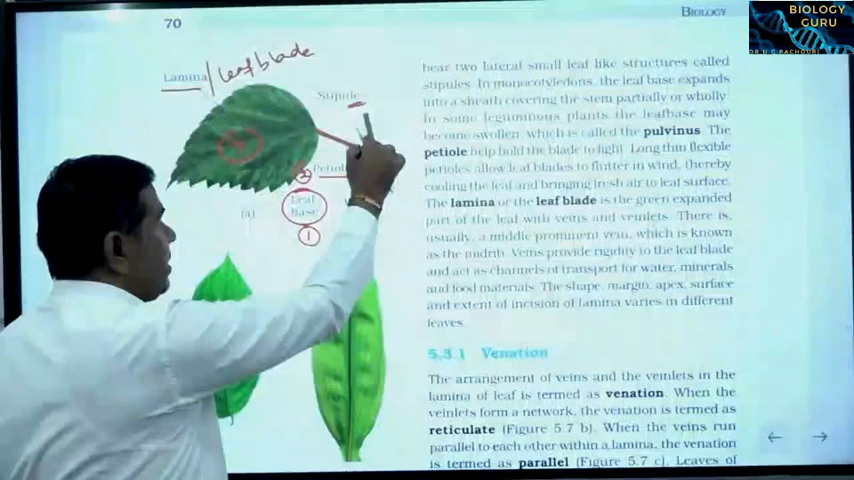 70
BIOLOGY
BIOLOGY
GURU
DR U C PACHOURI
Lamina / leaf blade
Stipule
Petiol
Leaf
base
(a)
2
1
bear two lateral small leaf like structures called
stipules. In monocotyledons, the leaf base expands
into a sheath covering the stem partially or wholly.
In some leguminous plants the leafbase may
become swollen, which is called the pulvinus. The
petiole help hold the blade to light. Long thin flexible
petioles allow leaf blades to flutter in wind, thereby
cooling the leaf and bringing fresh air to leaf surface.
The lamina or the leaf blade is the green expanded
part of the leaf with veins and veinlets. There is,
usually, a middle prominent vein, which is known
as the midrib. Veins provide rigidity to the leaf blade
and act as channels of transport for water, minerals
and food materials. The shape, margin, apex, surface
and extent of incision of lamina varies in different
leaves.
5.3.1 Venation
The arrangement of veins and the veinlets in the
lamina of leaf is termed as venation. When the
veinlets form a network, the venation is termed as
reticulate (Figure 5.7 b). When the veins run
parallel to each other within a lamina, the venation
is termed as parallel (Figure 5.7 c). Leaves of